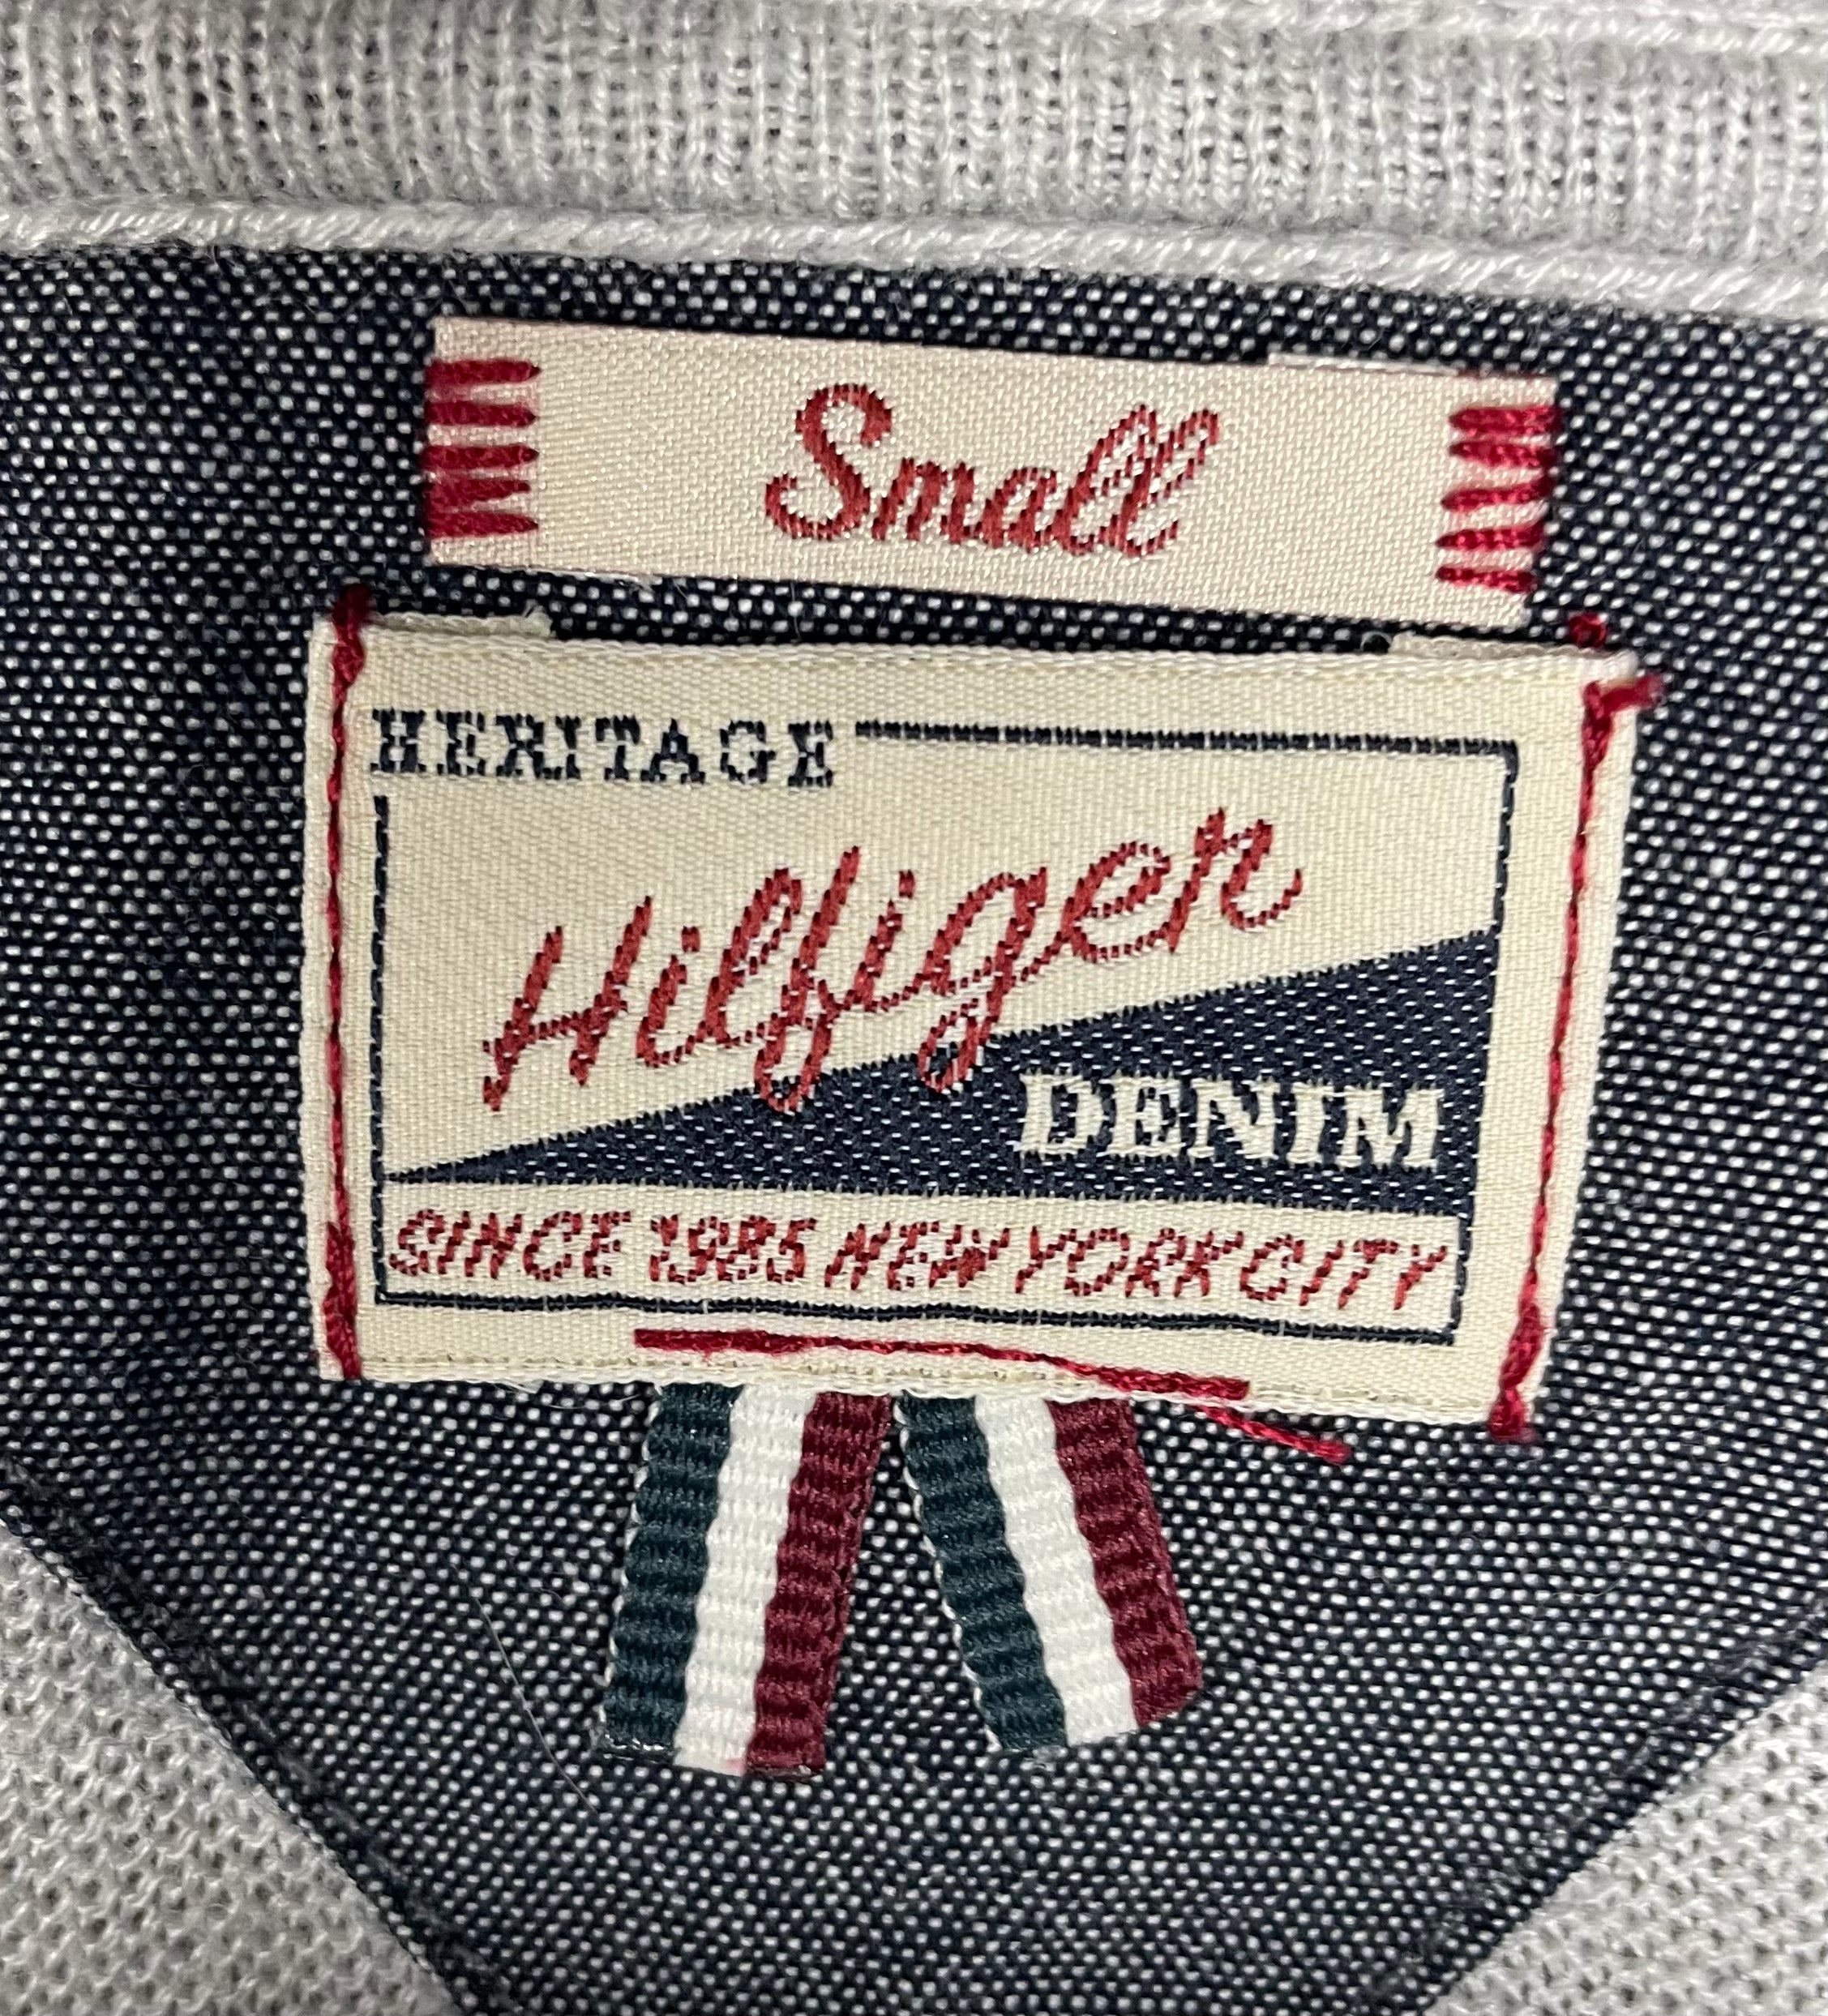 Small
HERITAGE
Hilfiger
DENIM
SINCE 1985 NEW YORK CITY